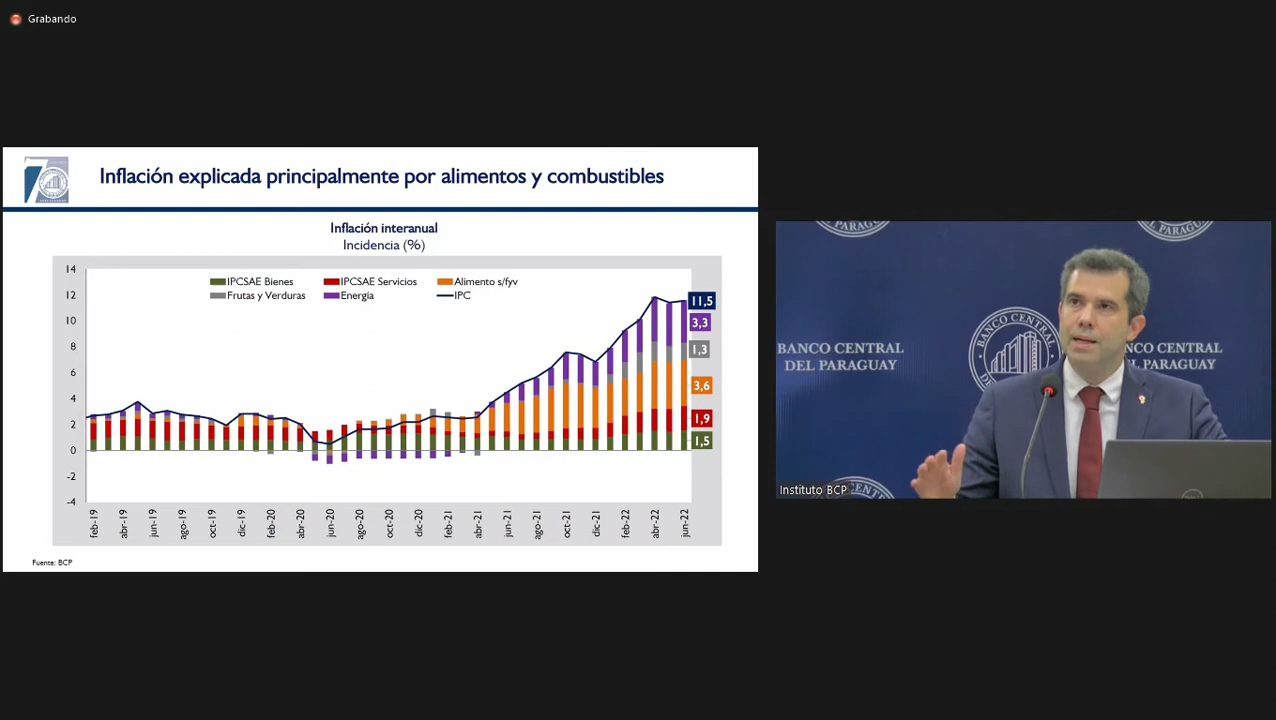 Grabando
Inflación explicada principalmente por alimentos y combustibles
Inflación interanual
Incidencia (%)
IPCSAE Bienes
IPCSAE Servicios
Alimento s/fyv
Frutas y Verduras
Energía
IPC
14
12
10
8
6
4
2
0
-2
-4
11,5
3,3
1,3
3,6
1,9
1,5
feb-19
abr-19
jun-19
ago-19
oct-19
dic-19
feb-20
abr-20
jun-20
ago-20
oct-20
dic-20
feb-21
abr-21
jun-21
ago-21
oct-21
dic-21
feb-22
abr-22
jun-22
Fuente: BCP
BANCO CENTRAL
DEL PARAGUAY
BANCO CENTRAL
NTRAL
GUAY
Instituto BCP